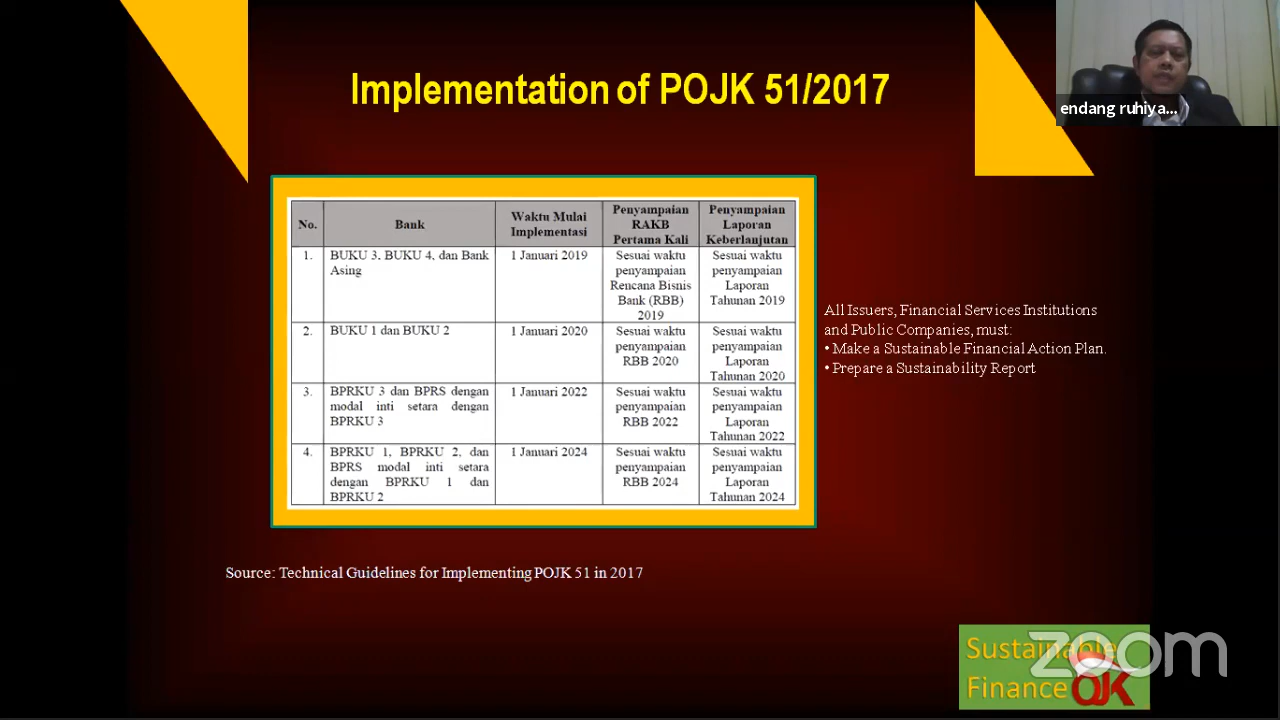 Implementation of POJK 51/2017
endang ruhiya...
No.
Bank
Waktu Mulai
Implementasi
Penyampaian
RAKB
Pertama Kali
Penyampaian
Laporan
Keberlanjutan
1.
BUKU 3, BUKU 4, dan Bank
Asing
1 Januari 2019
Sesuai waktu
penyampaian
Rencana Bisnis
Bank (RBB)
2019
Sesuai waktu
penyampaian
Laporan
Tahunan 2019
2.
BUKU 1 dan BUKU 2
1 Januari 2020
Sesuai waktu
penyampaian
RBB 2020
Sesuai waktu
penyampaian
Laporan
Tahunan 2020
3.
BPRKU 3 dan BPRS dengan
modal inti setara dengan
BPRKU 3
1 Januari 2022
Sesuai waktu
penyampaian
RBB 2022
Sesuai waktu
penyampaian
Laporan
Tahunan 2022
4.
BPRKU 1, BPRKU 2, dan
BPRS modal inti setara
dengan BPRKU 1 dan
BPRKU 2
1 Januari 2024
Sesuai waktu
penyampaian
RBB 2024
Sesuai waktu
penyampaian
Laporan
Tahunan 2024
All Issuers, Financial Services Institutions
and Public Companies, must:
• Make a Sustainable Financial Action Plan.
• Prepare a Sustainability Report
Source: Technical Guidelines for Implementing POJK 51 in 2017
Sustainable
Finance OJK
zoom